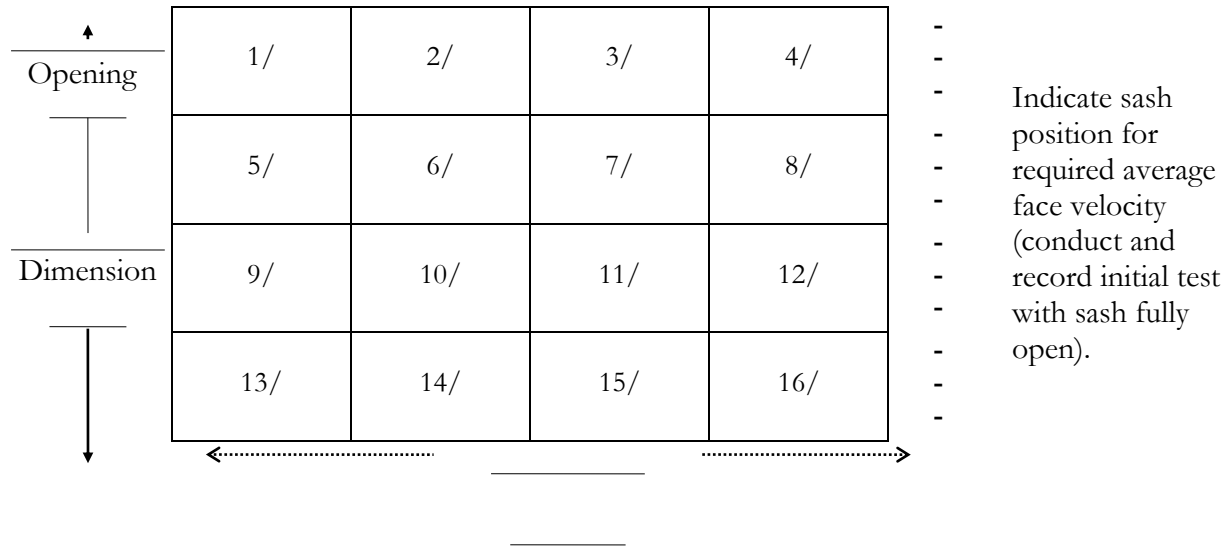 1/ 2/ 3/ 4/
Opening
5/ 6/ 7/ 8/
9/ 10/ 11/ 12/
Dimension
13/ 14/ 15/ 16/
-
-
-
-
-
-
-
-
-
-
-
-
Indicate sash
position for
required average
face velocity
(conduct and
record initial test
with sash fully
open).